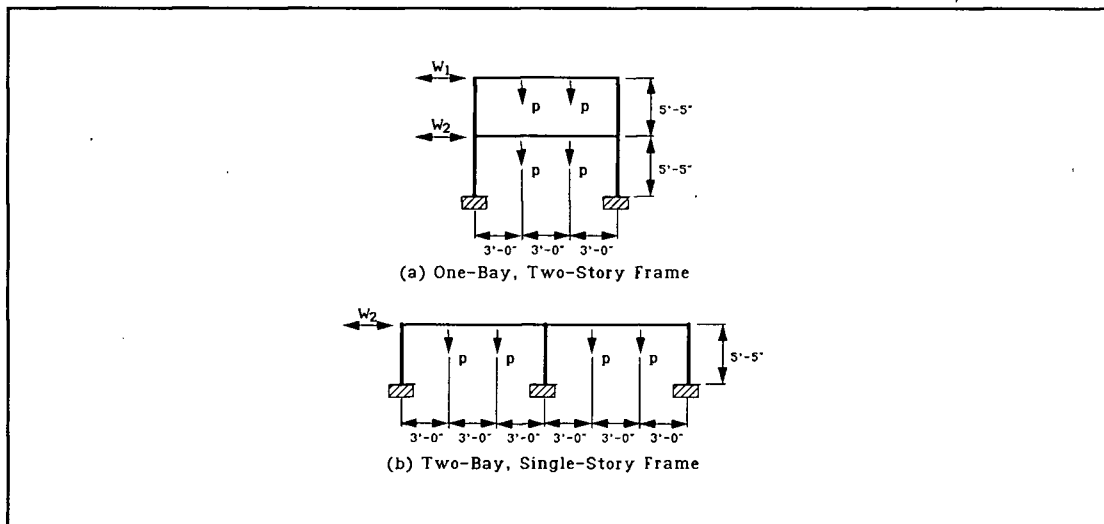 W1
P P
5'-5"
W2
P P
5'-5"
3'-0" 3'-0" 3'-0"
(a) One-Bay, Two-Story Frame
W2
P P P P
5'-5"
3'-0" 3'-0" 3'-0" 3'-0" 3'-0" 3'-0"
(b) Two-Bay, Single-Story Frame